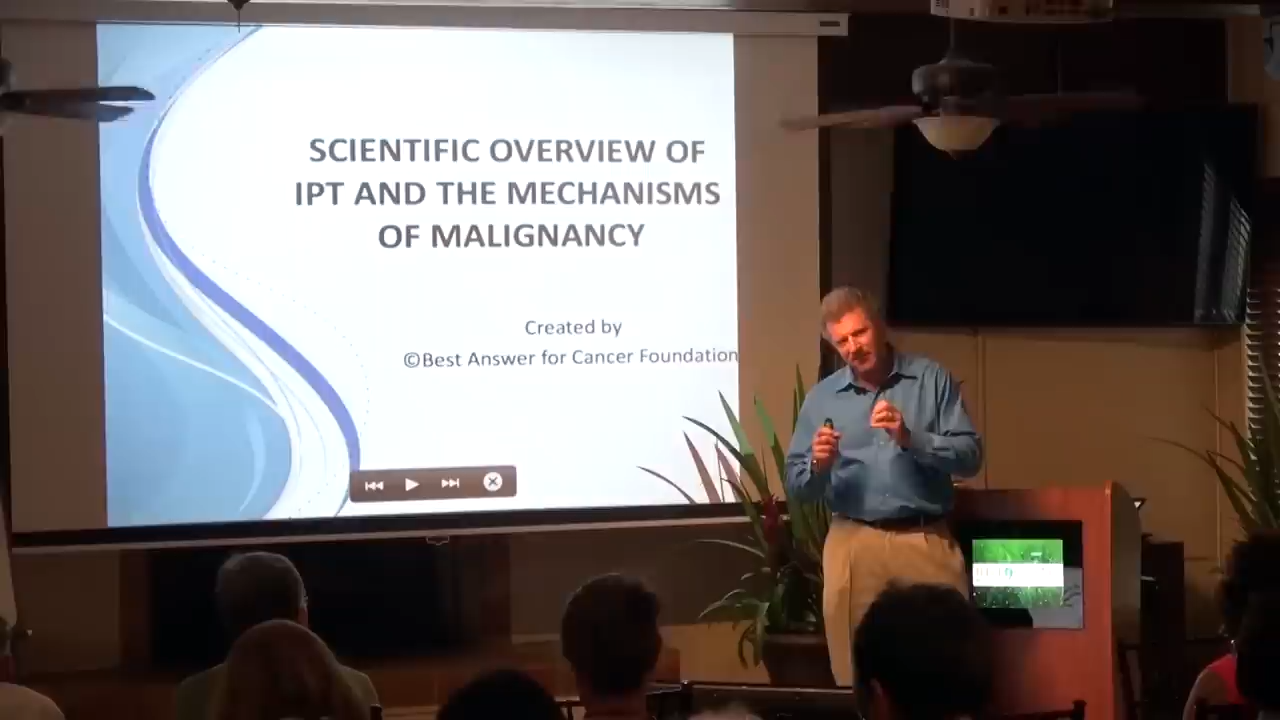 SCIENTIFIC OVERVIEW OF
IPT AND THE MECHANISMS
OF MALIGNANCY
Created by
©Best Answer for Cancer Foundation